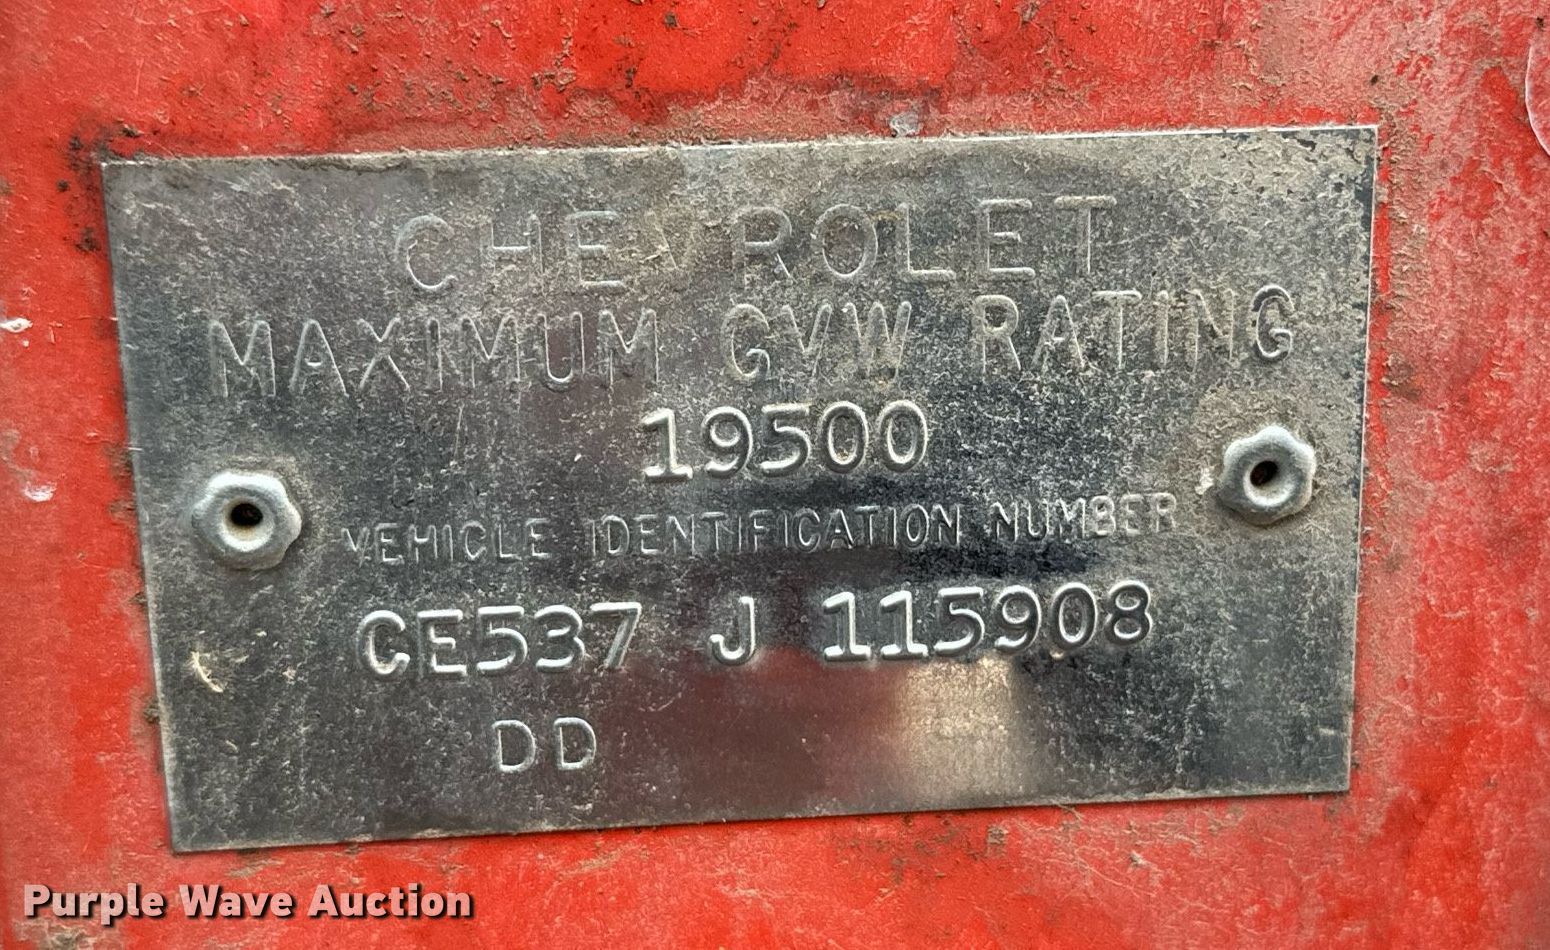 CHEVROLET
MAXIMUM GVW RATING
19500
VEHICLE IDENTIFICATION NUMBER
CE537 J 115908
DD
Purple Wave Auction